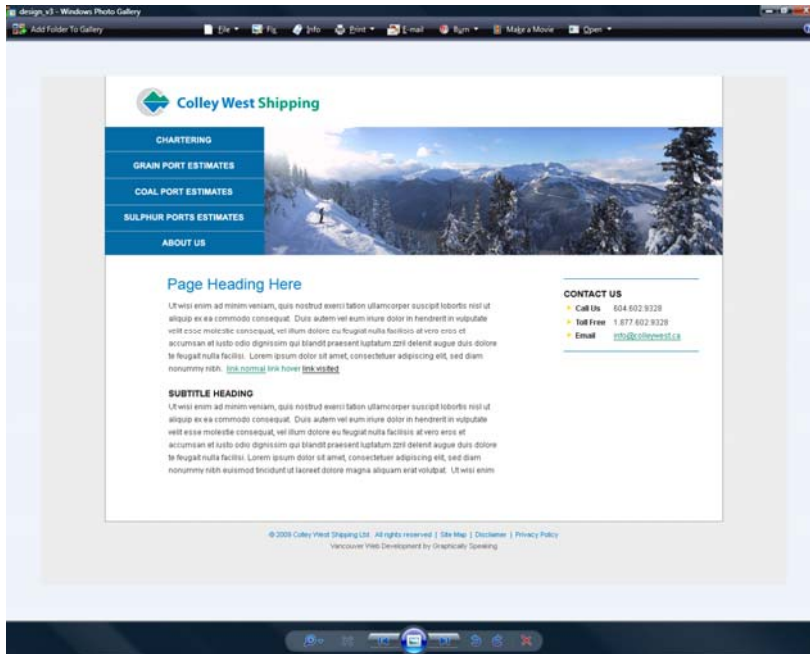 design_v3 - Windows Photo Gallery
Add Folder To Gallery File Fix Info Print E-mail Burn Make a Movie Open
Colley West Shipping
CHARTERING
GRAIN PORT ESTIMATES
COAL PORT ESTIMATES
SULPHUR PORTS ESTIMATES
ABOUT US
Page Heading Here
Ut wisi enim ad minim veniam, quis nostrud exerci tation ullamcorper suscipit lobortis nisl ut
aliquip ex ea commodo consequat. Duis autem vel eum iriure dolor in hendrerit in vulputate
velit esse molestie consequat, vel illum dolore eu feugiat nulla facilisis at vero eros et
accumsan et iusto odio dignissim qui blandit praesent luptatum zzril delenit augue duis dolore
te feugait nulla facilisi. Lorem ipsum dolor sit amet, consectetuer adipiscing elit, sed diam
nonummy nibh. link normal link hover link visited
SUBTITLE HEADING
Ut wisi enim ad minim veniam, quis nostrud exerci tation ullamcorper suscipit lobortis nisl ut
aliquip ex ea commodo consequat. Duis autem vel eum iriure dolor in hendrerit in vulputate
velit esse molestie consequat, vel illum dolore eu feugiat nulla facilisis at vero eros et
accumsan et iusto odio dignissim qui blandit praesent luptatum zzril delenit augue duis dolore
te feugait nulla facilisi. Lorem ipsum dolor sit amet, consectetuer adipiscing elit, sed diam
nonummy nibh euismod tincidunt ut laoreet dolore magna aliquam erat volutpat. Ut wisi enim
CONTACT US
Call Us 604.602.9328
Toll Free 1.877.602.9328
Email info@colleywest.ca
© 2009 Colley West Shipping Ltd. All rights reserved | Site Map | Disclaimer | Privacy Policy
Vancouver Web Development by Graphically Speaking